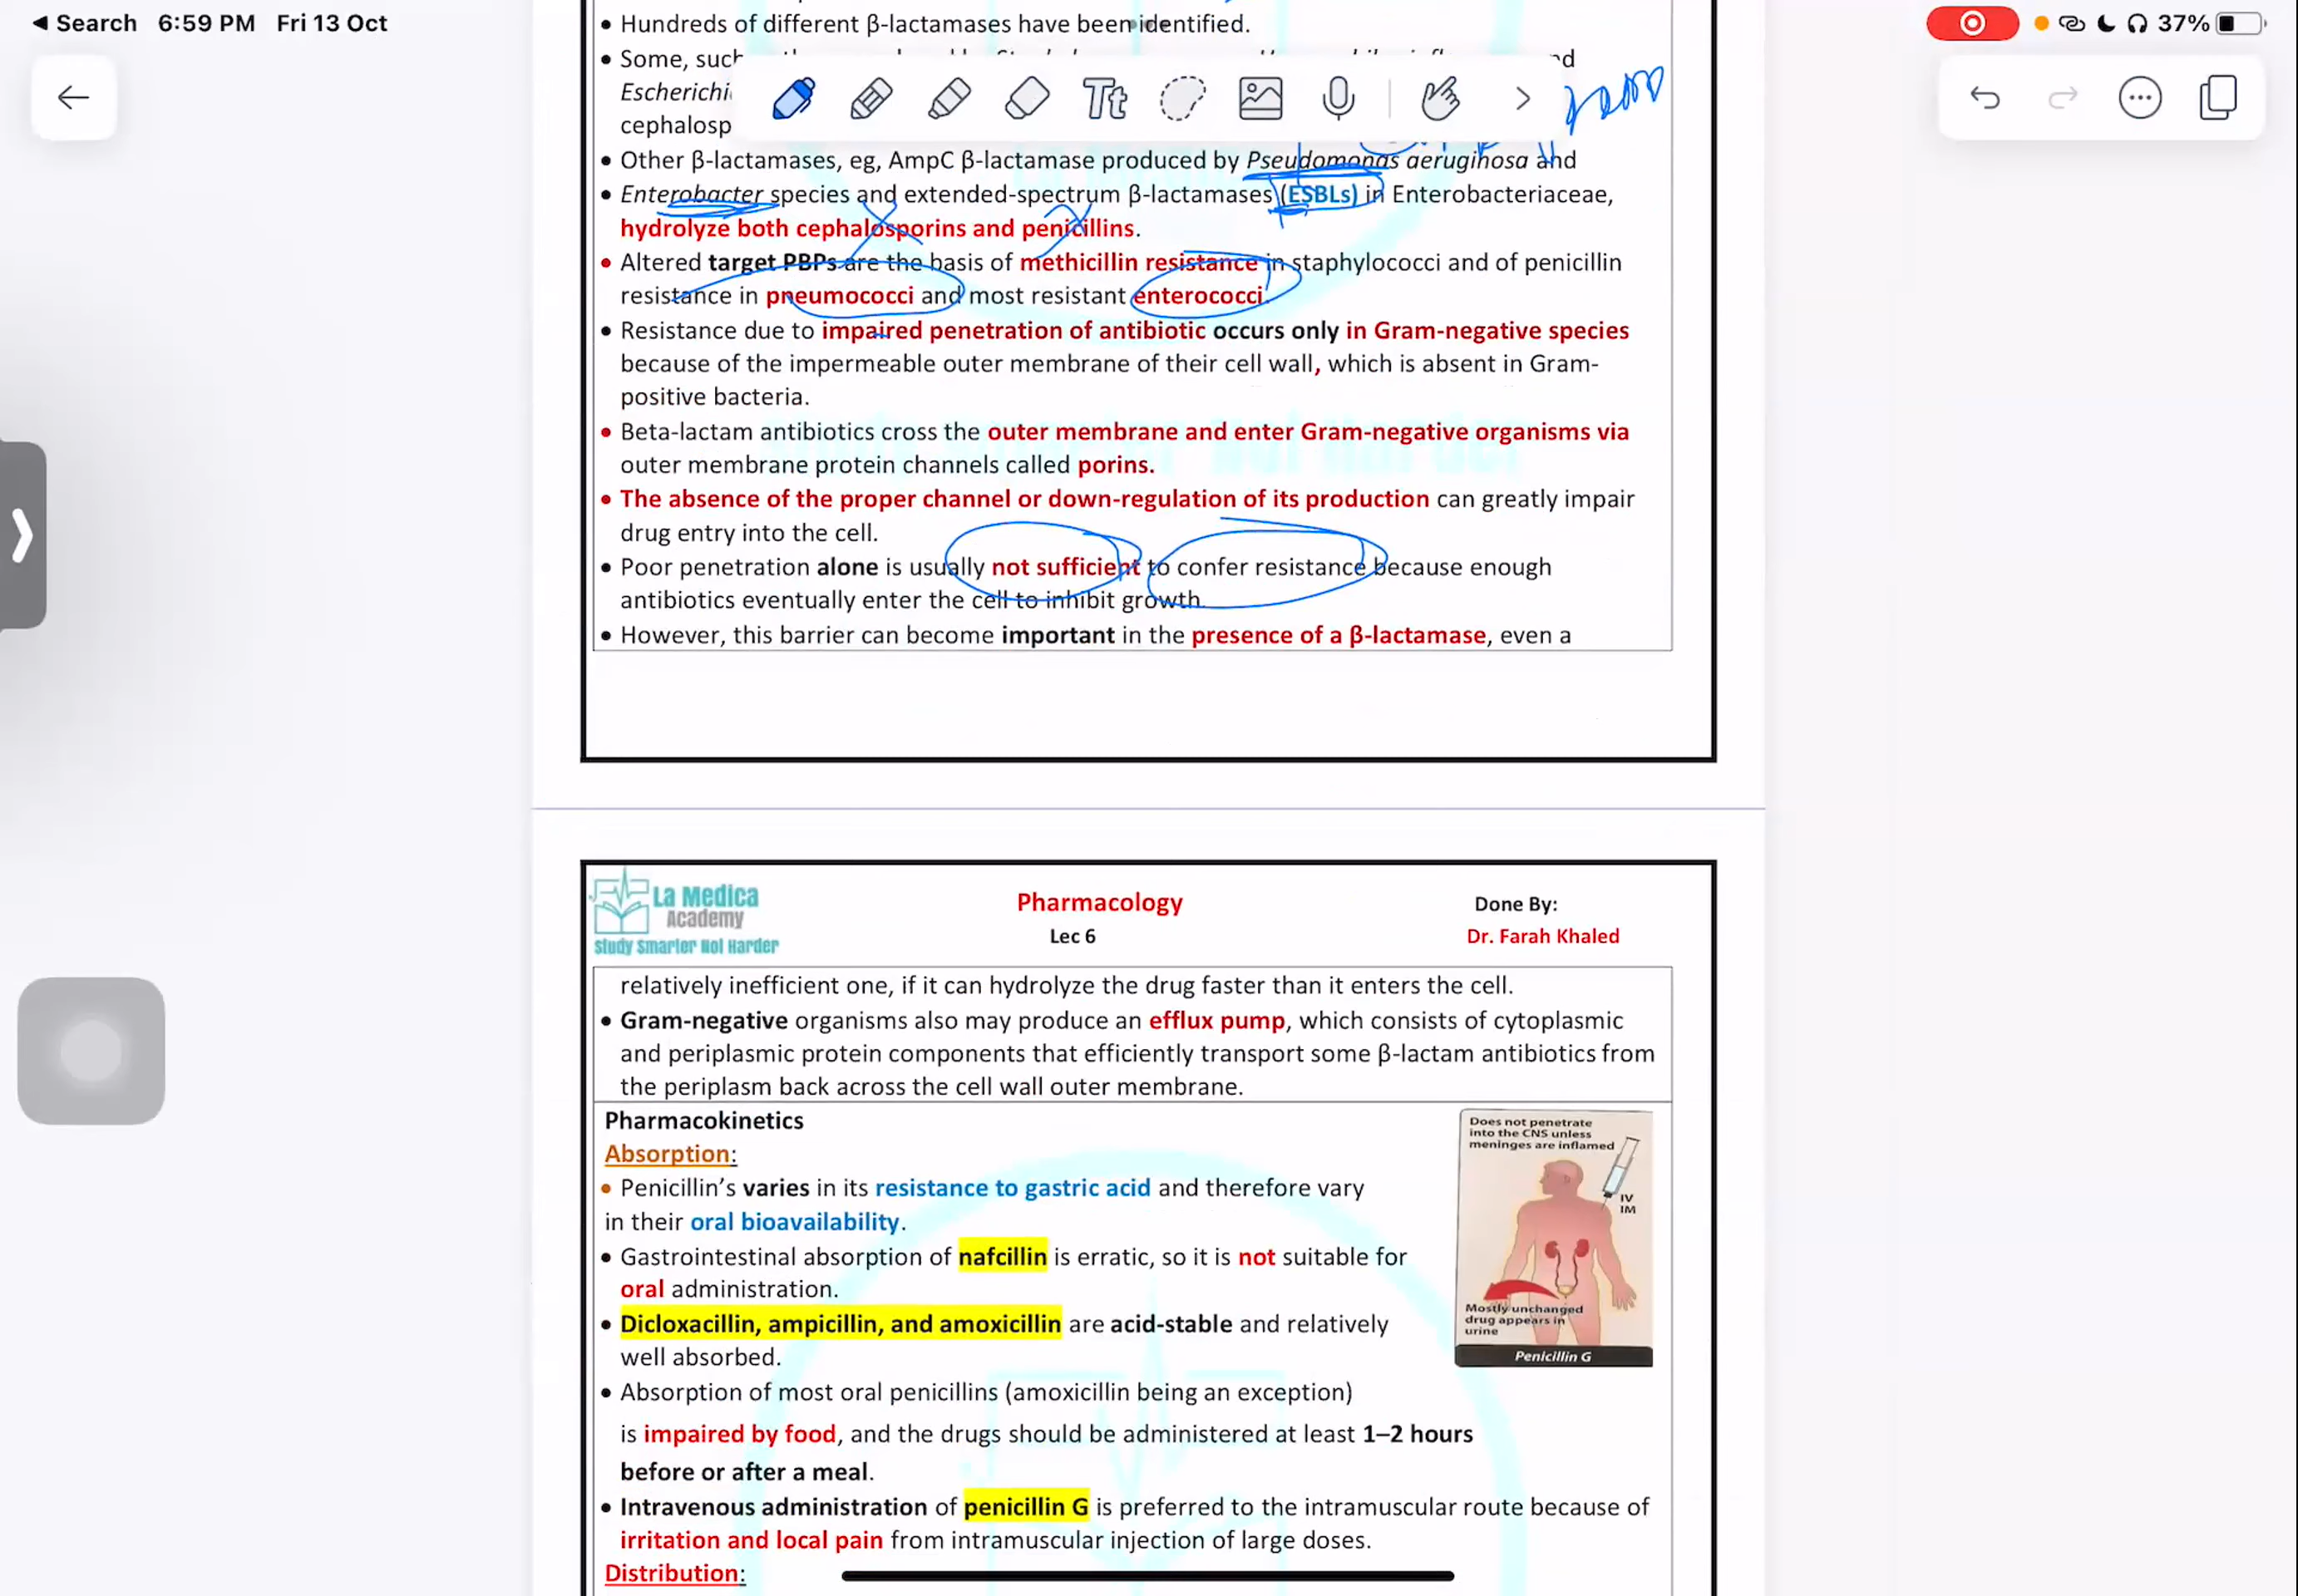 ◀ Search 6:59 PM Fri 13 Oct
37%
• Hundreds of different β-lactamases have been identified.
• Some, such
Escherichi
cephalosp
Tt
• Other β-lactamases, eg, AmpC β-lactamase produced by Pseudomonas aeruginosa and
• Enterobacter species and extended-spectrum β-lactamases (ESBLs) in Enterobacteriaceae,
hydrolyze both cephalosporins and penicillins.
• Altered target PBPs are the basis of methicillin resistance in staphylococci and of penicillin
resistance in pneumococci and most resistant enterococci.
• Resistance due to impaired penetration of antibiotic occurs only in Gram-negative species
because of the impermeable outer membrane of their cell wall, which is absent in Gram-
positive bacteria.
• Beta-lactam antibiotics cross the outer membrane and enter Gram-negative organisms via
outer membrane protein channels called porins.
• The absence of the proper channel or down-regulation of its production can greatly impair
drug entry into the cell.
• Poor penetration alone is usually not sufficient to confer resistance because enough
antibiotics eventually enter the cell to inhibit growth.
• However, this barrier can become important in the presence of a β-lactamase, even a
La Medica
Academy
Study Smarter Not Harder
Pharmacology
Lec 6
Done By:
Dr. Farah Khaled
relatively inefficient one, if it can hydrolyze the drug faster than it enters the cell.
• Gram-negative organisms also may produce an efflux pump, which consists of cytoplasmic
and periplasmic protein components that efficiently transport some β-lactam antibiotics from
the periplasm back across the cell wall outer membrane.
Pharmacokinetics
Absorption:
• Penicillin's varies in its resistance to gastric acid and therefore vary
in their oral bioavailability.
• Gastrointestinal absorption of nafcillin is erratic, so it is not suitable for
oral administration.
• Dicloxacillin, ampicillin, and amoxicillin are acid-stable and relatively
well absorbed.
• Absorption of most oral penicillins (amoxicillin being an exception)
is impaired by food, and the drugs should be administered at least 1–2 hours
before or after a meal.
• Intravenous administration of penicillin G is preferred to the intramuscular route because of
irritation and local pain from intramuscular injection of large doses.
Distribution:
Does not penetrate
into the CNS unless
meninges are inflamed
IV
IM
Mostly unchanged
drug appears in
urine
Penicillin G